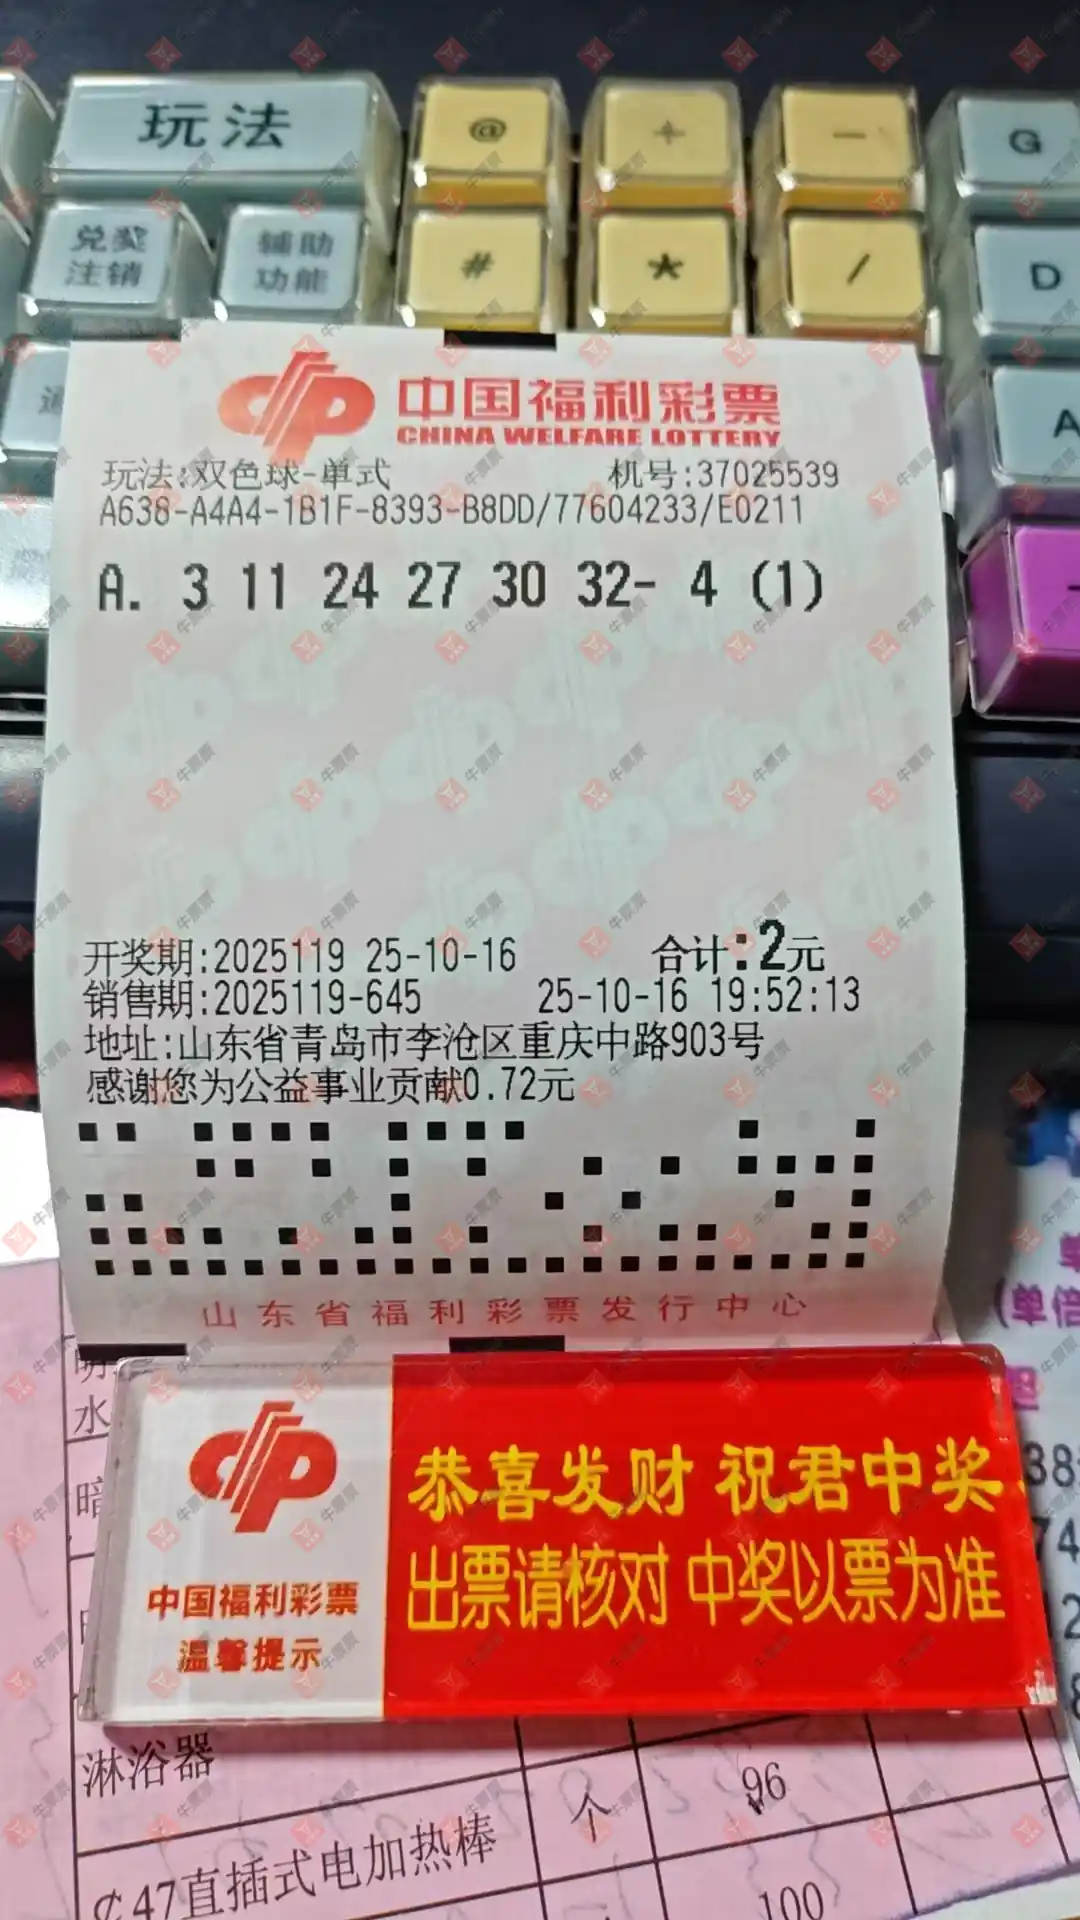 玩法
@
+
-
G
兑奖
注销
辅助
功能
#
*
/
D
A
中国福利彩票
CHINA WELFARE LOTTERY
玩法:双色球-单式 机号:37025539
A638-A4A4-1B1F-8393-B8DD/77604233/E0211
A. 3 11 24 27 30 32- 4 (1)
开奖期:2025119 25-10-16 合计:2元
销售期:2025119-645 25-10-16 19:52:13
地址:山东省青岛市李沧区重庆中路903号
感谢您为公益事业贡献0.72元
山东省福利彩票发行中心
(单倍
水
暗
恭喜发财 祝君中奖
出票请核对 中奖以票为准
中国福利彩票
温馨提示
淋浴器 个 96
¢47直插式电加热棒 100
牛票票